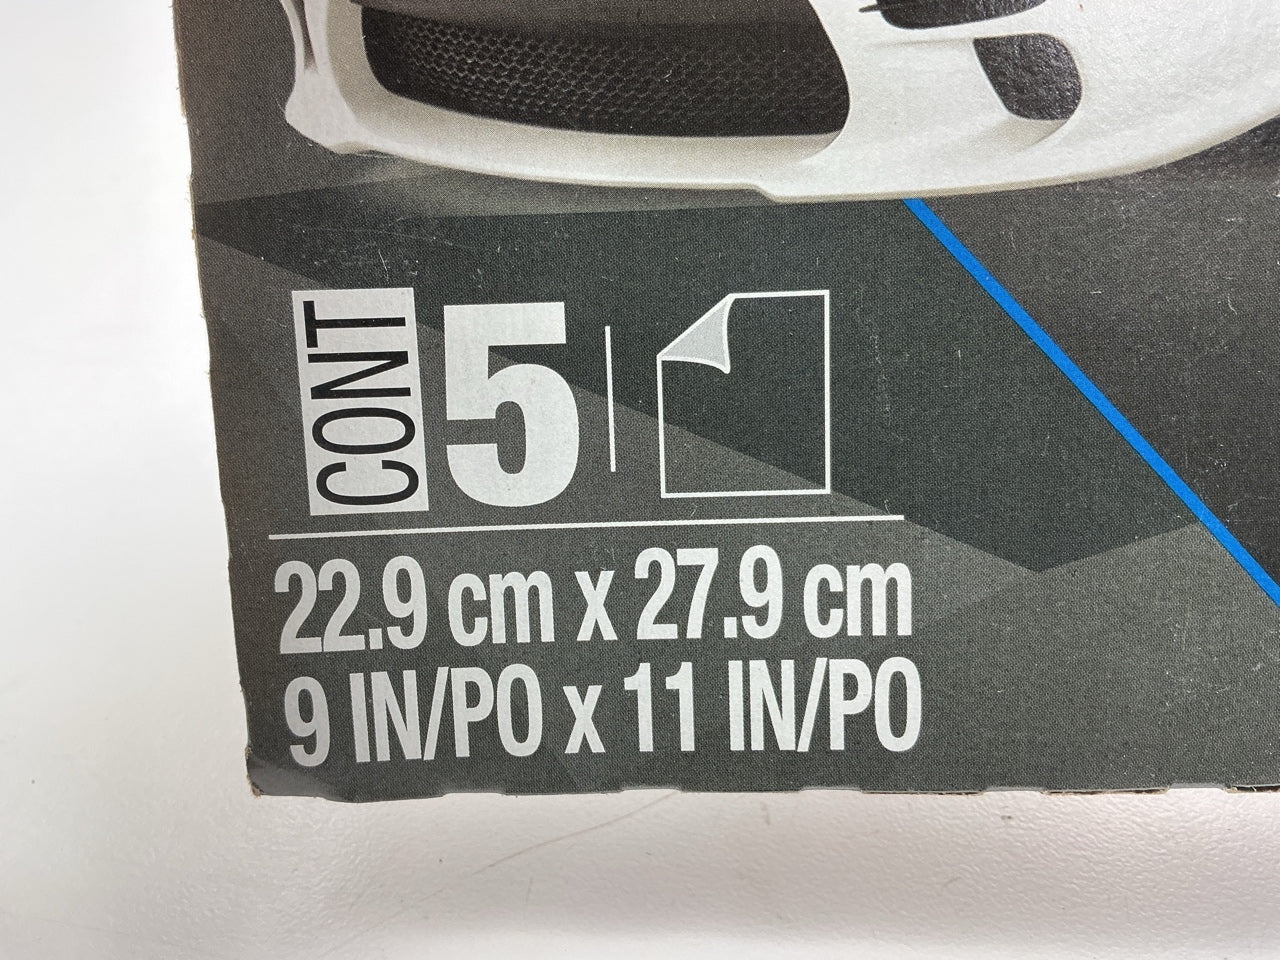 CONT 5
22.9 cm x 27.9 cm
9 IN/PO x 11 IN/PO